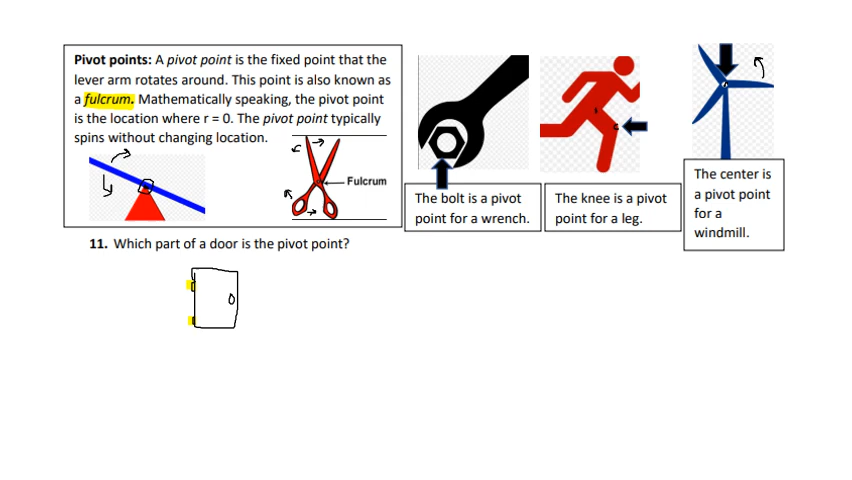 Pivot points: A pivot point is the fixed point that the
lever arm rotates around. This point is also known as
a fulcrum. Mathematically speaking, the pivot point
is the location where r = 0. The pivot point typically
spins without changing location.
Fulcrum
The bolt is a pivot
point for a wrench.
The knee is a pivot
point for a leg.
The center is
a pivot point
for a
windmill.
11. Which part of a door is the pivot point?